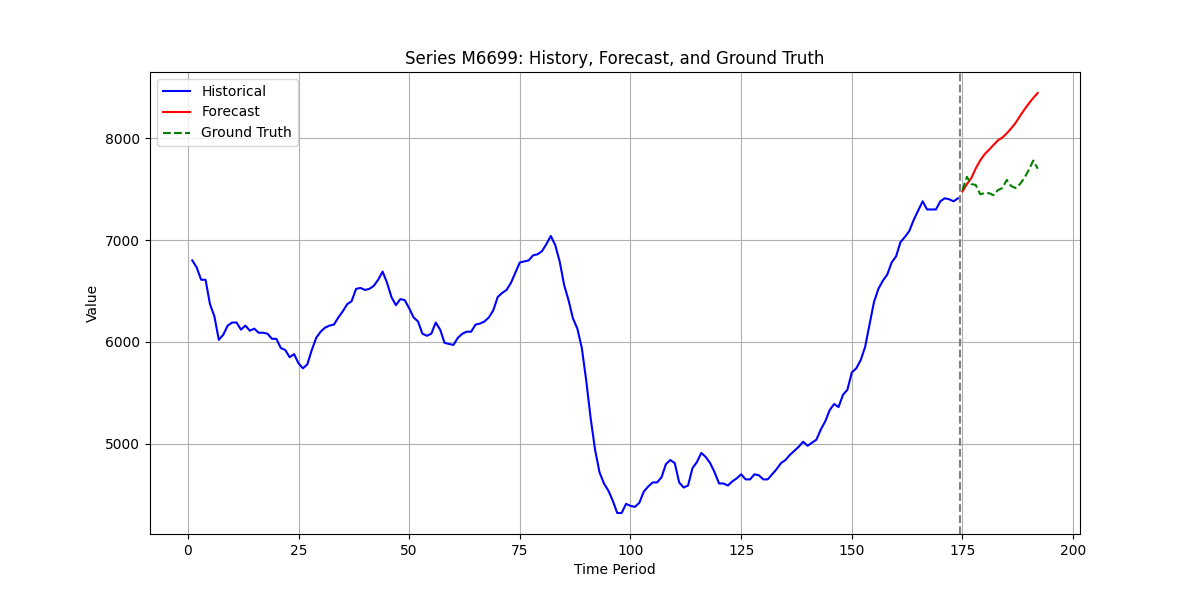 Series M6699: History, Forecast, and Ground Truth
Historical
Forecast
Ground Truth
8000
7000
6000
5000
Value
0 25 50 75 100 125 150 175 200
Time Period